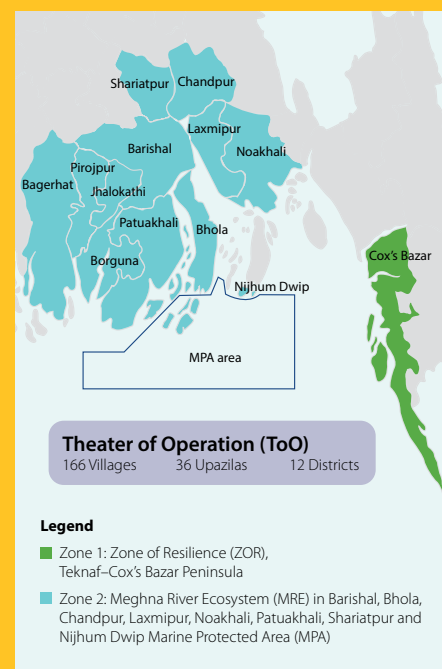 Shariatpur Chandpur
Laxmipur
Barishal
Noakhali
Pirojpur
Bagerhat
Jhalokathi
Patuakhali
Bhola
Cox's Bazar
Borguna
Nijhum Dwip
MPA area
Theater of Operation (ToO)
166 Villages 36 Upazilas 12 Districts
Legend
Zone 1: Zone of Resilience (ZOR),
Teknaf–Cox's Bazar Peninsula
Zone 2: Meghna River Ecosystem (MRE) in Barishal, Bhola,
Chandpur, Laxmipur, Noakhali, Patuakhali, Shariatpur and
Nijhum Dwip Marine Protected Area (MPA)